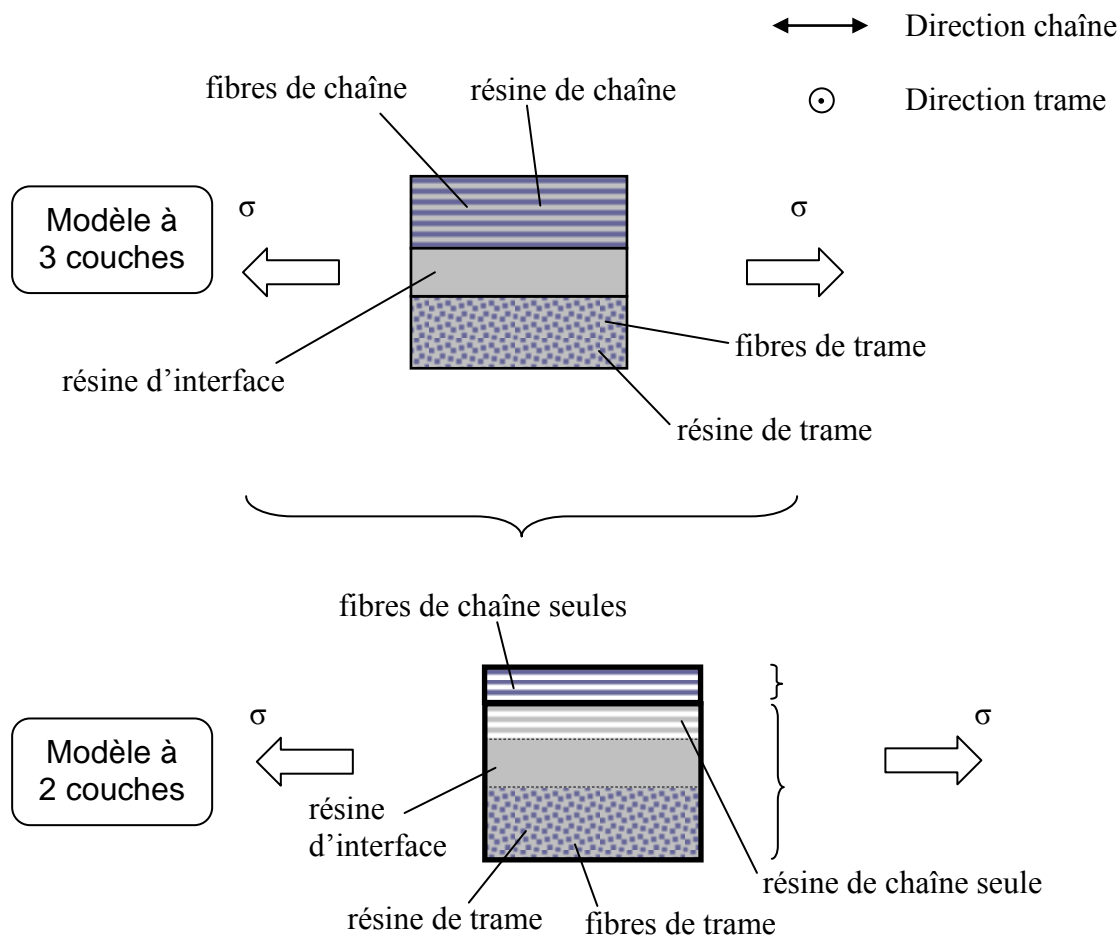 Direction chaîne
fibres de chaîne
résine de chaîne
Direction trame
Modèle à
3 couches
σ
σ
fibres de trame
résine d’interface
résine de trame
fibres de chaîne seules
Modèle à
2 couches
σ
σ
résine
d’interface
résine de chaîne seule
résine de trame
fibres de trame